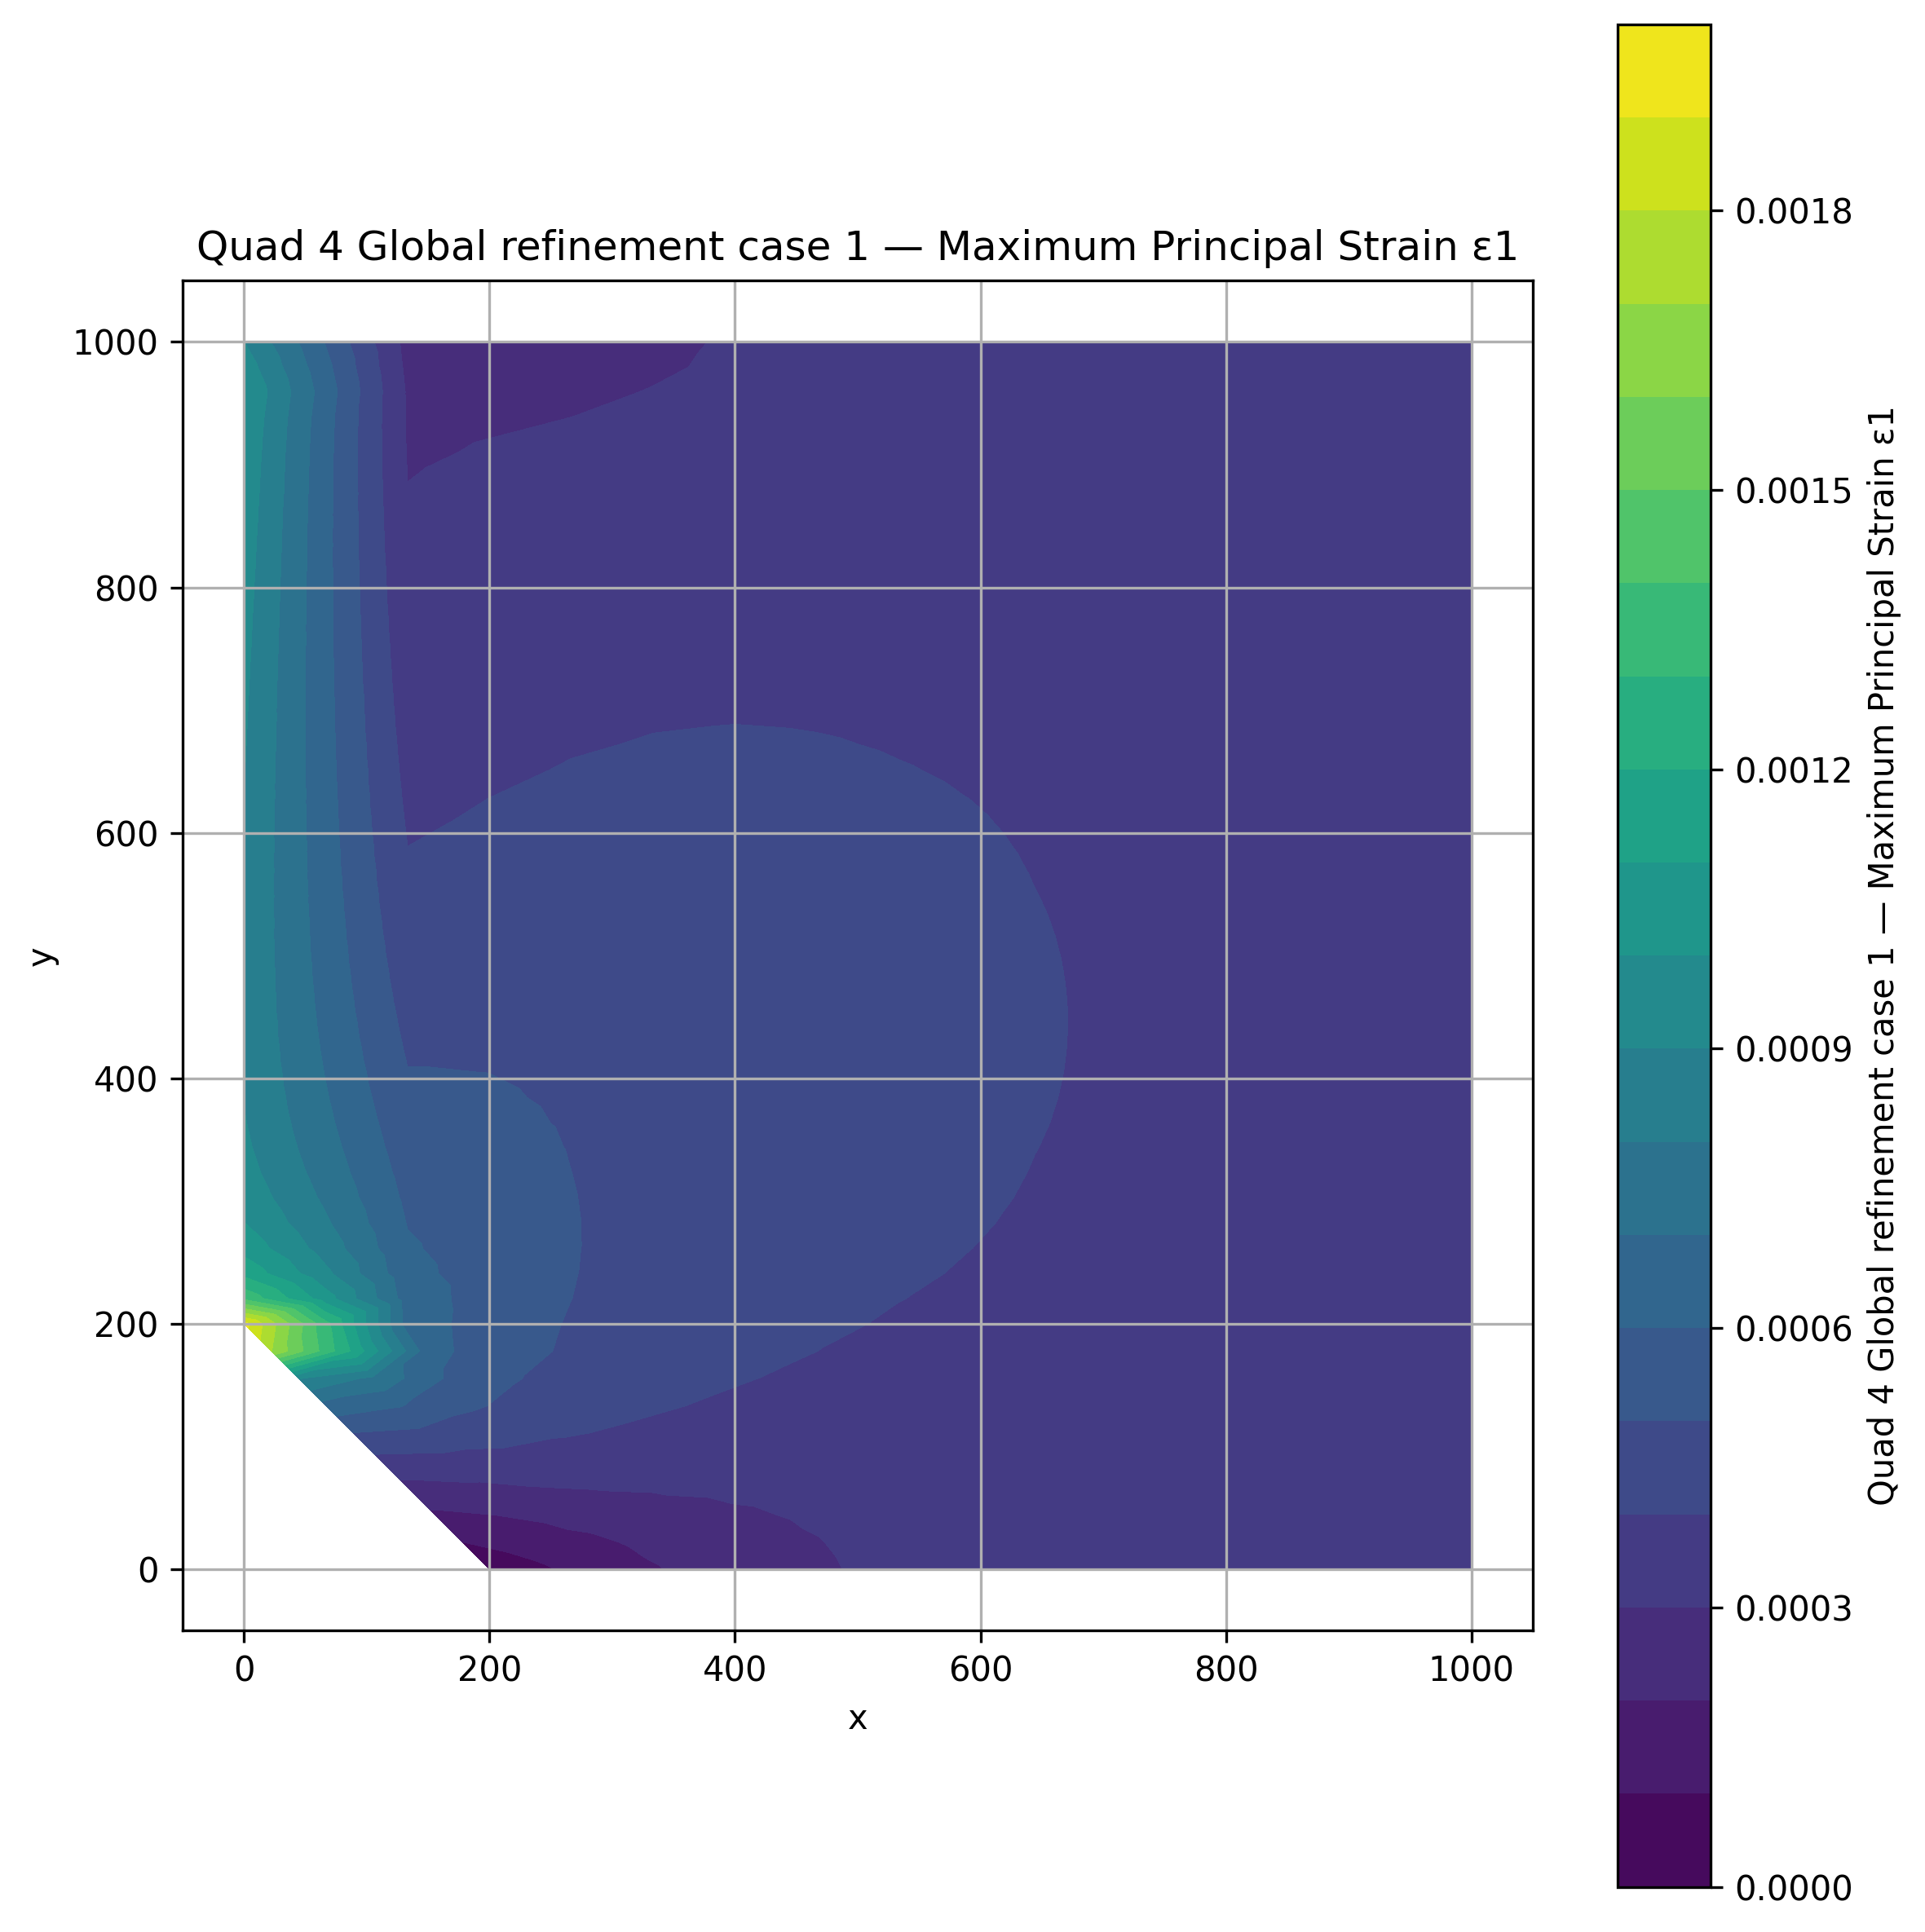 Quad 4 Global refinement case 1 — Maximum Principal Strain ε1
1000
800
600
400
200
0
y
0 200 400 600 800 1000
x
0.0018
0.0015
0.0012
0.0009
0.0006
0.0003
0.0000
Quad 4 Global refinement case 1 — Maximum Principal Strain ε1